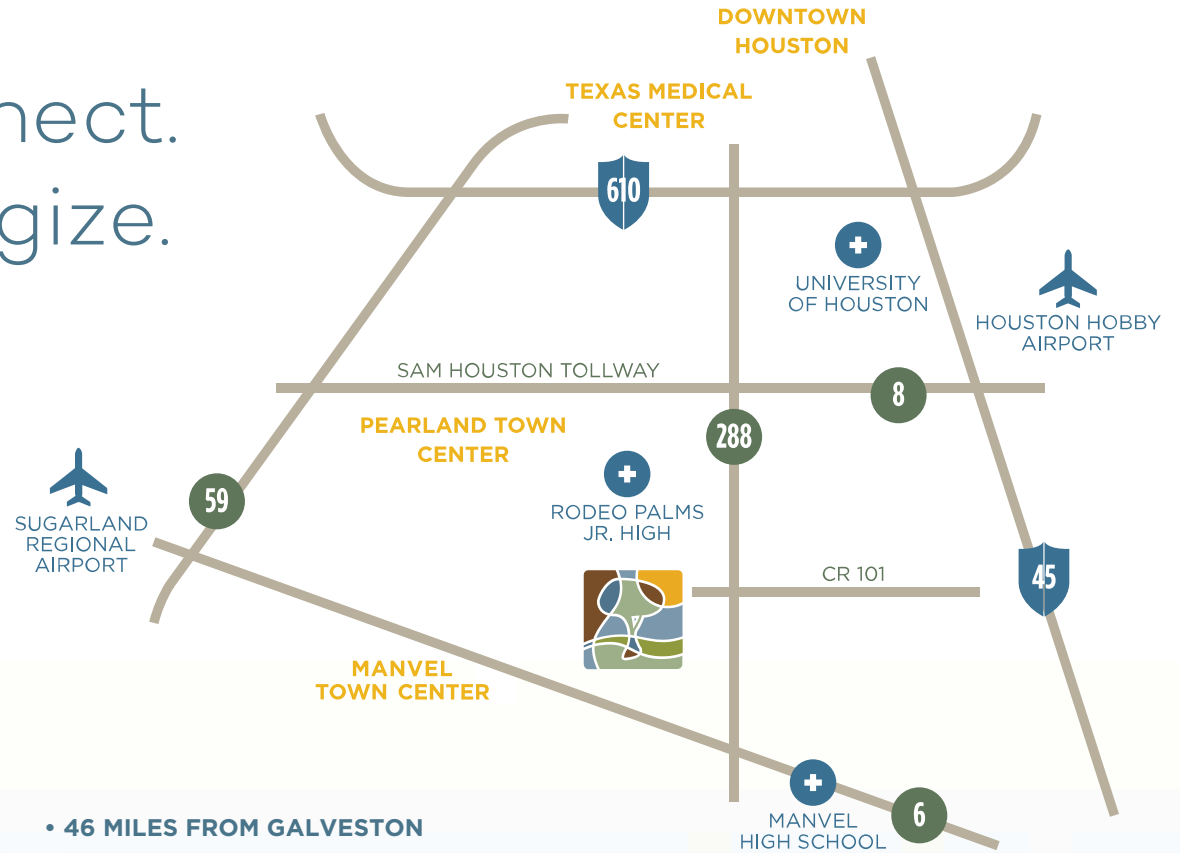 DOWNTOWN
HOUSTON
nect.
gize.
TEXAS MEDICAL
CENTER
610
UNIVERSITY
OF HOUSTON
HOUSTON HOBBY
AIRPORT
SAM HOUSTON TOLLWAY
8
PEARLAND TOWN
CENTER
288
59
SUGARLAND
REGIONAL
AIRPORT
RODEO PALMS
JR. HIGH
CR 101
45
MANVEL
TOWN CENTER
MANVEL
HIGH SCHOOL
6
• 46 MILES FROM GALVESTON